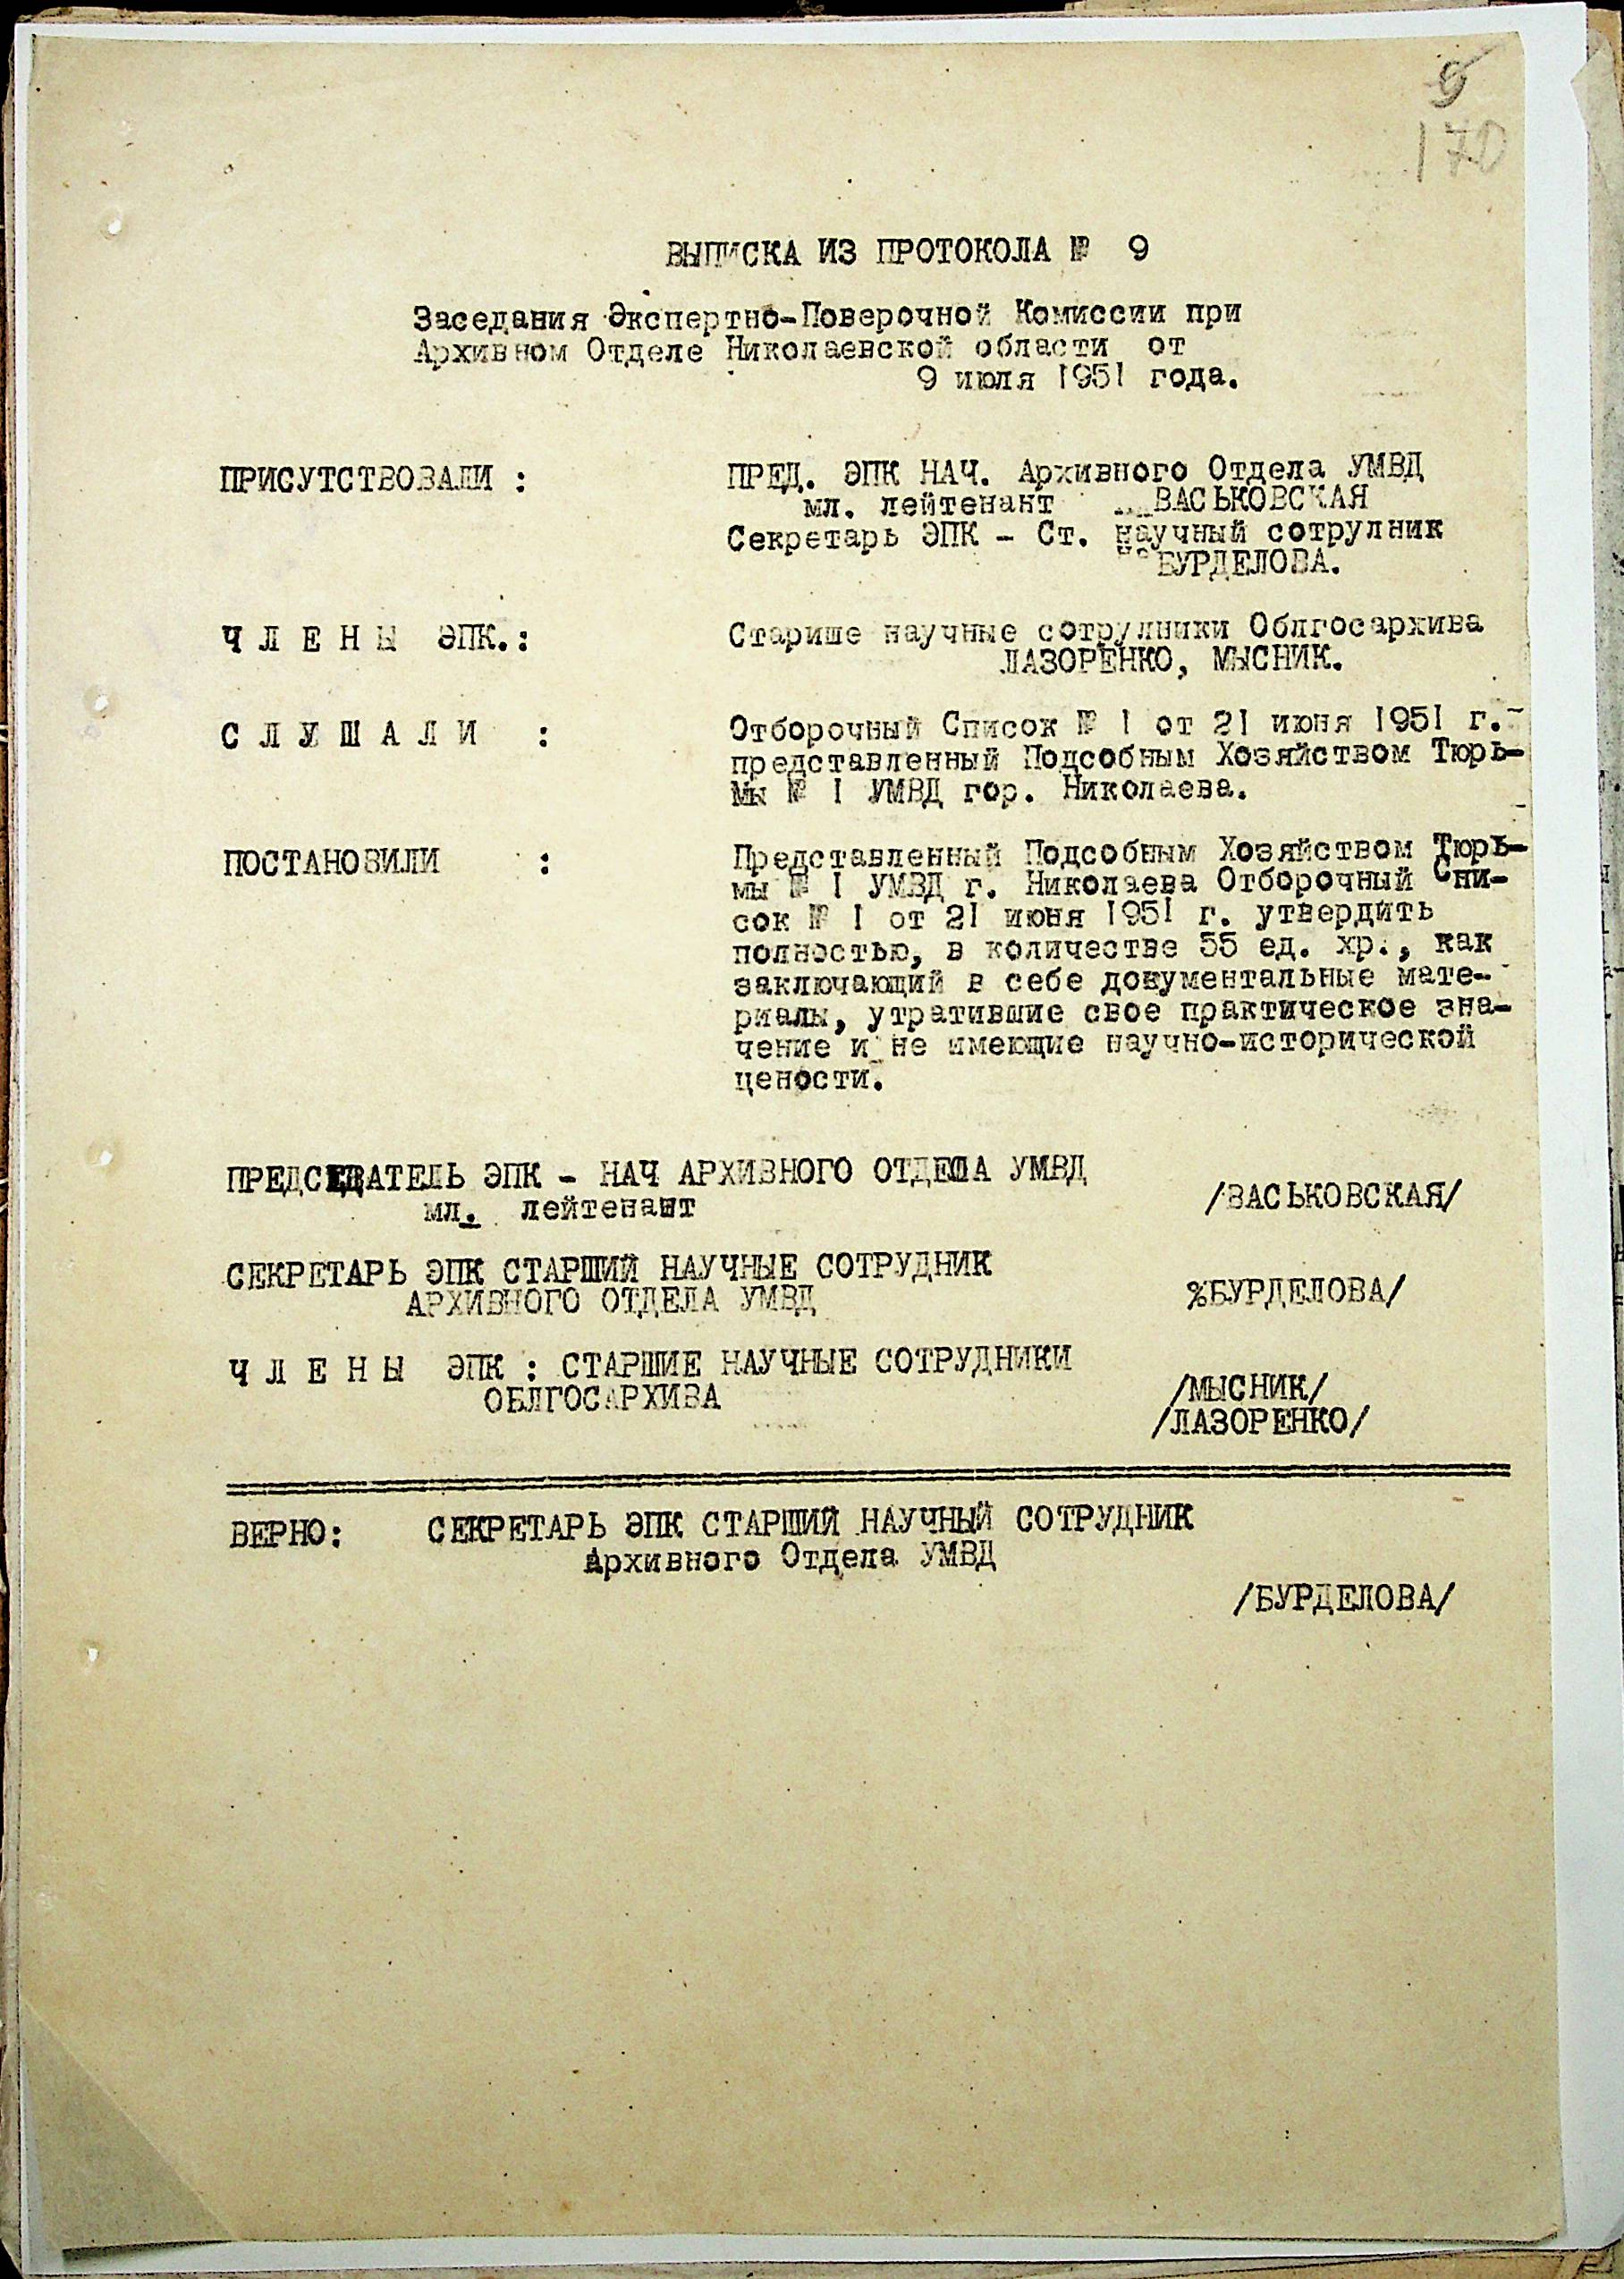 9
170
ВЫПИСКА ИЗ ПРОТОКОЛА № 9
Заседания Экспертно-Поверочной Комиссии при
Архивном Отделе Николаевской области от
9 июля 1951 года.
ПРИСУТСТВОВАЛИ : ПРЕД. ЭПК НАЧ. Архивного Отдела УМВД
мл. лейтенант ВАСЬКОВСКАЯ
Секретарь ЭПК - Ст. научный сотрулник
БУРДЕЛОВА.
Ч Л Е Н Ы ЭПК.: Старише научные сотрулники Облгосархива
ЛАЗОРЕНКО, МЫСНИК.
С Л У Ш А Л И : Отборочный Список № 1 от 21 июня 1951 г.-
представленный Подсобным Хозяйством Тюрь-
мы № 1 УМВД гор. Николаева.
ПОСТАНОВИЛИ : Представленный Подсобным Хозяйством Тюрь-
мы № 1 УМВД г. Николаева Отборочный Спи-
сок № 1 от 21 июня 1951 г. утвердить
полностью, в количестве 55 ед. хр., как
заключающий в себе документальные мате-
риалы, утратившие свое практическое зна-
чение и не имеющие научно-исторической
цености.
ПРЕДСЕДАТЕЛЬ ЭПК - НАЧ АРХИВНОГО ОТДЕЛА УМВД
мл. лейтенант /ВАСЬКОВСКАЯ/
СЕКРЕТАРЬ ЭПК СТАРШИЙ НАУЧНЫЕ СОТРУДНИК
АРХИВНОГО ОТДЕЛА УМВД %БУРДЕЛОВА/
Ч Л Е Н Ы ЭПК : СТАРШИЕ НАУЧНЫЕ СОТРУДНИКИ
ОБЛГОСАРХИВА /МЫСНИК/
/ЛАЗОРЕНКО/
ВЕРНО: СЕКРЕТАРЬ ЭПК СТАРШИЙ НАУЧНЫЙ СОТРУДНИК
Архивного Отдела УМВД
/БУРДЕЛОВА/